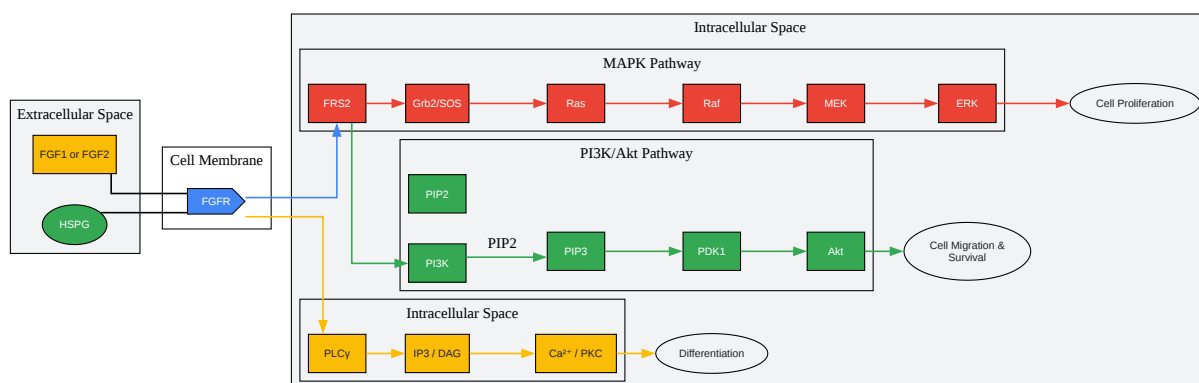 Intracellular Space
MAPK Pathway
FRS2
Grb2/SOS
Ras
Raf
MEK
ERK
Cell Proliferation
Extracellular Space
FGF1 or FGF2
HSPG
Cell Membrane
FGFR
PI3K/Akt Pathway
PIP2
PI3K
PIP2
PIP3
PDK1
Akt
Cell Migration &
Survival
Intracellular Space
PLCγ
IP3 / DAG
Ca²⁺ / PKC
Differentiation